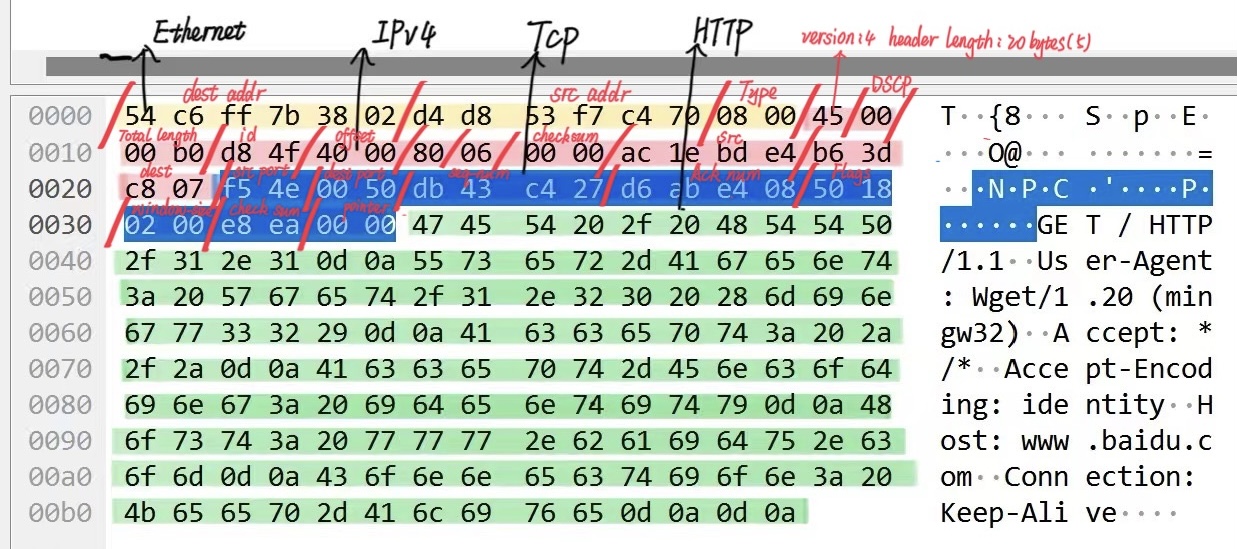 Ethernet IPv4 Tcp HTTP version:4 header length:20 bytes(5)
dest addr src addr Type DSCP
0000 54 c6 ff 7b 38 02 d4 d8 53 f7 c4 70 08 00 45 00 T··{8· S··p··E·
Total length id offset checksum src
0010 00 b0 d8 4f 40 00 80 06 00 00 ac 1e bd e4 b6 3d ···O@··· ·······=
dest src port dest port seq-num Ack num Flags
0020 c8 07 f5 4e 00 50 db 43 c4 27 d6 ab e4 08 50 18 ···N·P·C ·'····P·
window-size check sum pointer
0030 02 00 e8 ea 00 00 47 45 54 20 2f 20 48 54 54 50 ······GE T / HTTP
0040 2f 31 2e 31 0d 0a 55 73 65 72 2d 41 67 65 6e 74 /1.1··Us er-Agent
0050 3a 20 57 67 65 74 2f 31 2e 32 30 20 28 6d 69 6e : Wget/1 .20 (min
0060 67 77 33 32 29 0d 0a 41 63 63 65 70 74 3a 20 2a gw32)··A ccept: *
0070 2f 2a 0d 0a 41 63 63 65 70 74 2d 45 6e 63 6f 64 /*··Acce pt-Encod
0080 69 6e 67 3a 20 69 64 65 6e 74 69 74 79 0d 0a 48 ing: ide ntity··H
0090 6f 73 74 3a 20 77 77 77 2e 62 61 69 64 75 2e 63 ost: www .baidu.c
00a0 6f 6d 0d 0a 43 6f 6e 6e 65 63 74 69 6f 6e 3a 20 om··Conn ection:
00b0 4b 65 65 70 2d 41 6c 69 76 65 0d 0a 0d 0a Keep-Ali ve····